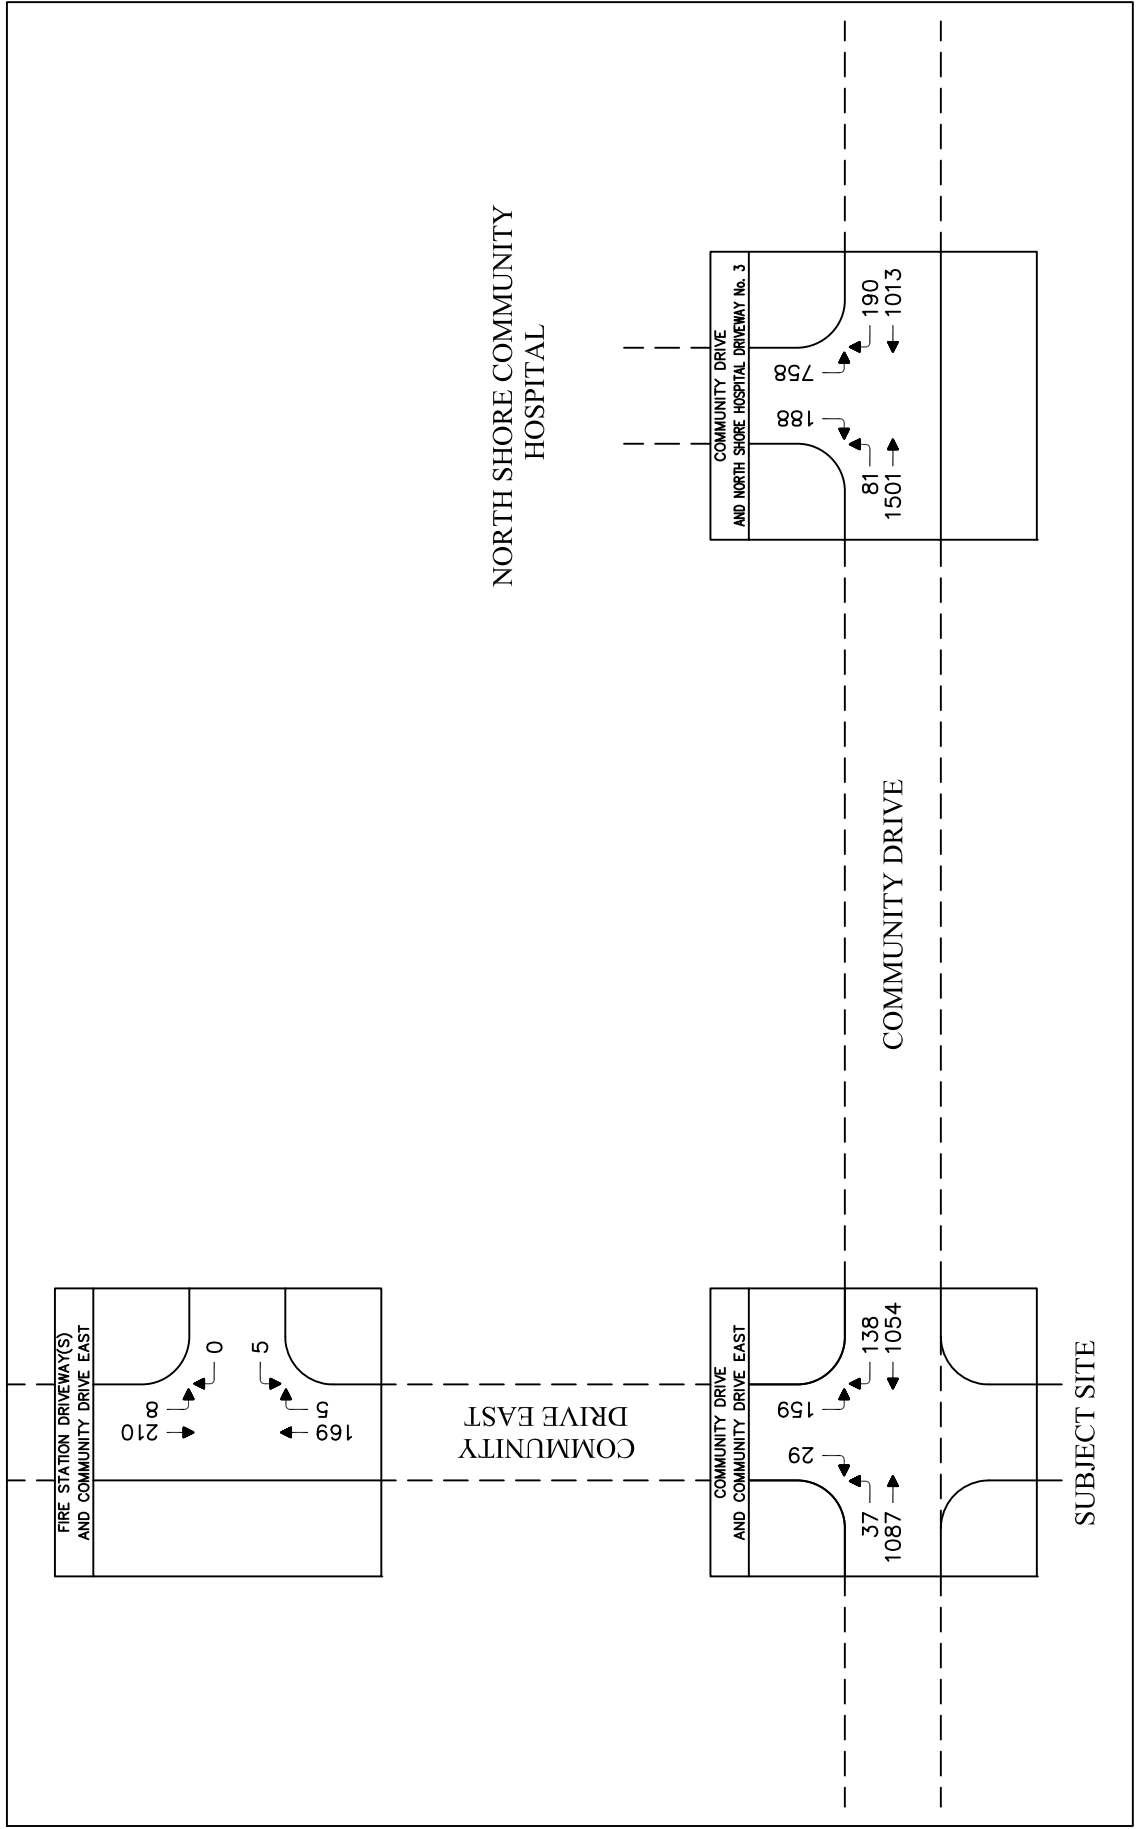 FIRE STATION DRIVEWAY(S)
AND COMMUNITY DRIVE EAST
210
8
0
5
5
169
COMMUNITY
DRIVE EAST
NORTH SHORE COMMUNITY
HOSPITAL
COMMUNITY DRIVE
AND NORTH SHORE HOSPITAL DRIVEWAY No. 3
758
188
190
1013
81
1501
COMMUNITY DRIVE
COMMUNITY DRIVE
AND COMMUNITY DRIVE EAST
159
29
138
1054
37
1087
SUBJECT SITE